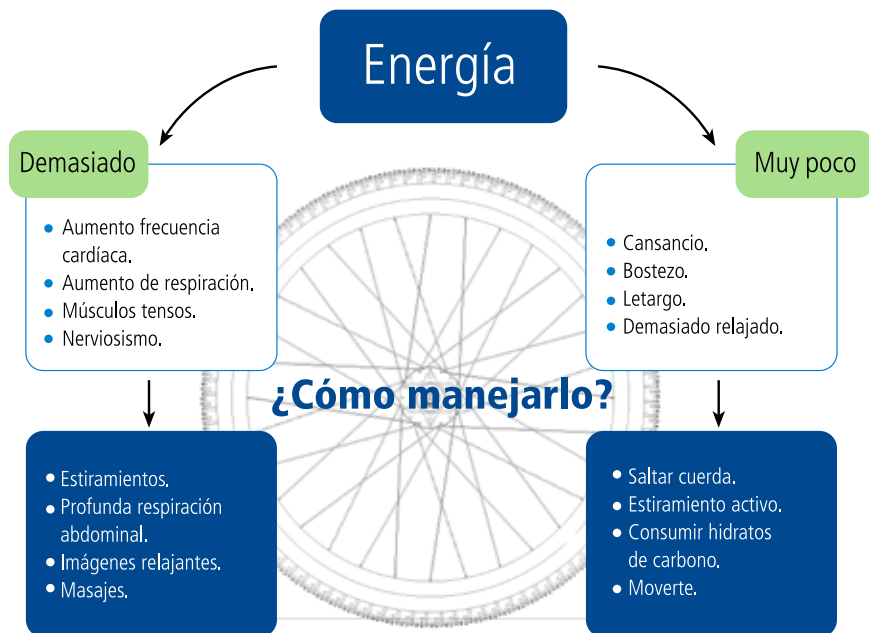 Energía
Demasiado
• Aumento frecuencia
cardíaca.
• Aumento de respiración.
• Músculos tensos.
• Nerviosismo.
Muy poco
• Cansancio.
• Bostezo.
• Letargo.
• Demasiado relajado.
¿Cómo manejarlo?
• Estiramientos.
• Profunda respiración
abdominal.
• Imágenes relajantes.
• Masajes.
• Saltar cuerda.
• Estiramiento activo.
• Consumir hidratos
de carbono.
• Moverte.